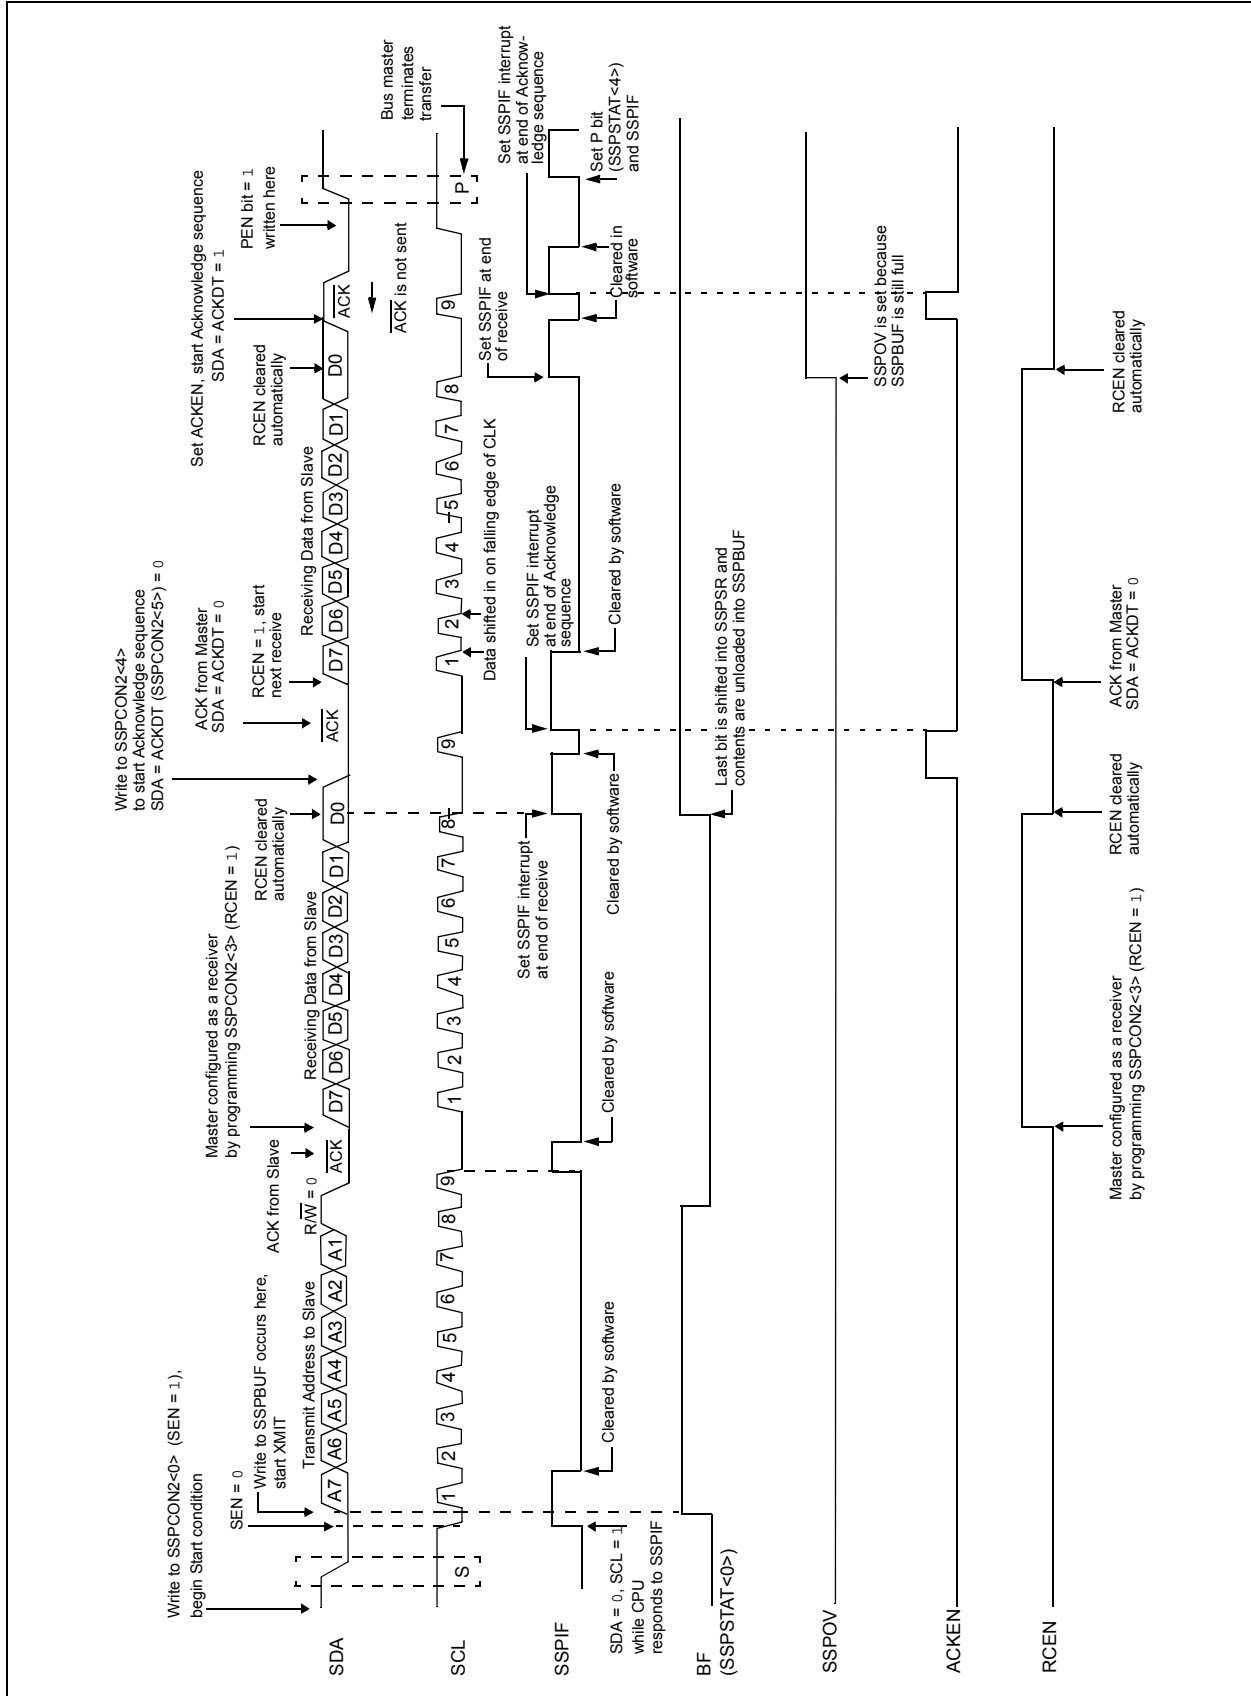 Write to SSPCON2<0> (SEN = 1),
begin Start condition
SEN = 0
Write to SSPBUF occurs here,
start XMIT
Transmit Address to Slave
R/W = 0
ACK from Slave
Master configured as a receiver
by programming SSPCON2<3> (RCEN = 1)
Receiving Data from Slave
RCEN cleared
automatically
Write to SSPCON2<4>
to start Acknowledge sequence
SDA = ACKDT (SSPCON2<5>) = 0
ACK from Master
SDA = ACKDT = 0
RCEN = 1, start
next receive
Receiving Data from Slave
RCEN cleared
automatically
Set ACKEN, start Acknowledge sequence
SDA = ACKDT = 1
PEN bit = 1
written here
SDA
A7 A6 A5 A4 A3 A2 A1
ACK
D7 D6 D5 D4 D3 D2 D1 D0
ACK
D7 D6 D5 D4 D3 D2 D1 D0
ACK
ACK is not sent
Bus master
terminates
transfer
SCL
S
1 2 3 4 5 6 7 8 9
1 2 3 4 5 6 7 8 9
1 2 3 4 5 6 7 8 9
P
Data shifted in on falling edge of CLK
Set SSPIF interrupt
at end of receive
Set SSPIF interrupt
at end of Acknowledge
sequence
Set SSPIF at end
of receive
Set SSPIF interrupt
at end of Acknow-
ledge sequence
SSPIF
SDA = 0, SCL = 1
while CPU
responds to SSPIF
Cleared by software
Cleared by software
Cleared by software
Cleared by software
Cleared in
software
Set P bit
(SSPSTAT<4>)
and SSPIF
BF
(SSPSTAT<0>)
Last bit is shifted into SSPSR and
contents are unloaded into SSPBUF
SSPOV
SSPOV is set because
SSPBUF is still full
ACKEN
RCEN
Master configured as a receiver
by programming SSPCON2<3> (RCEN = 1)
RCEN cleared
automatically
ACK from Master
SDA = ACKDT = 0
RCEN cleared
automatically